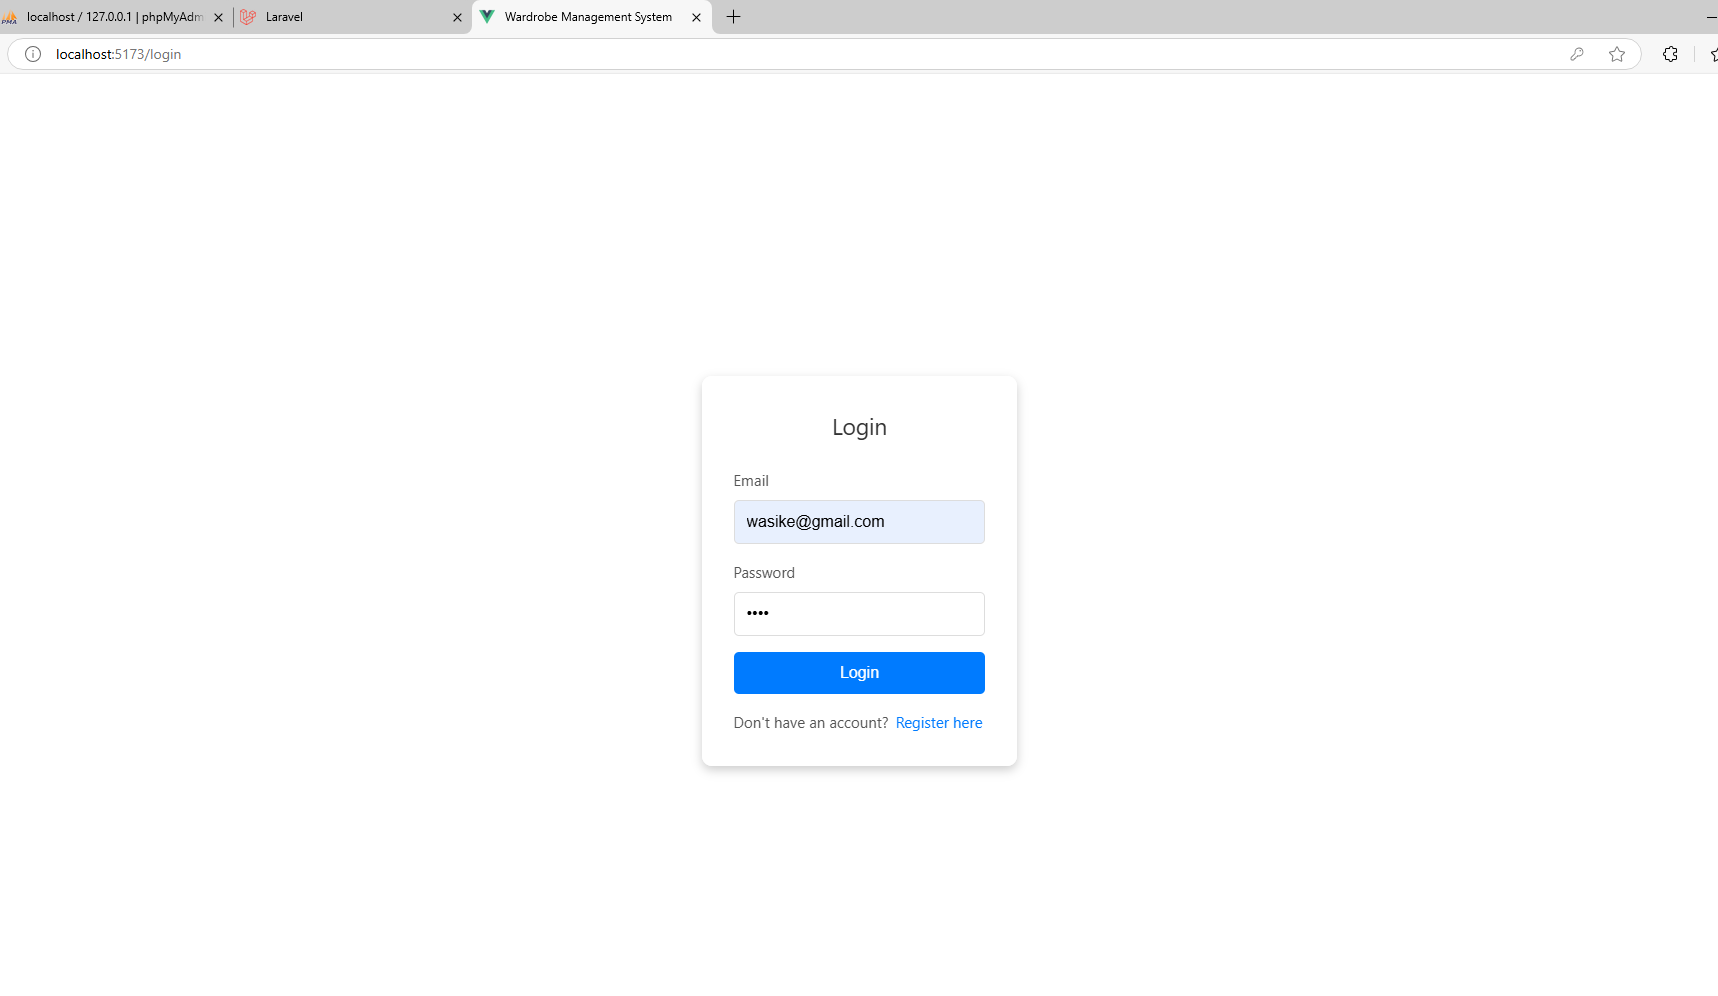 localhost / 127.0.0.1 | phpMyAdm
Laravel
Wardrobe Management System
localhost:5173/login
Login
Email
wasike@gmail.com
Password
••••
Login
Don't have an account? Register here